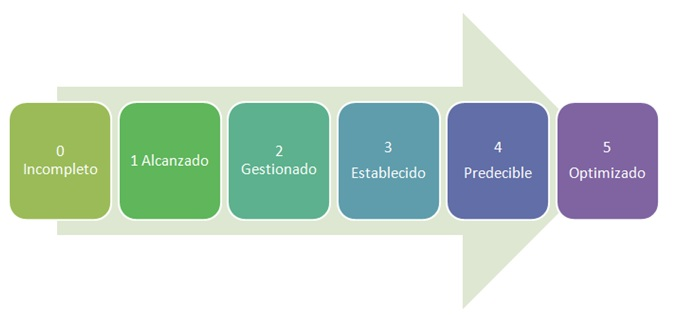 0
Incompleto
1 Alcanzado
2
Gestionado
3
Establecido
4
Predecible
5
Optimizado